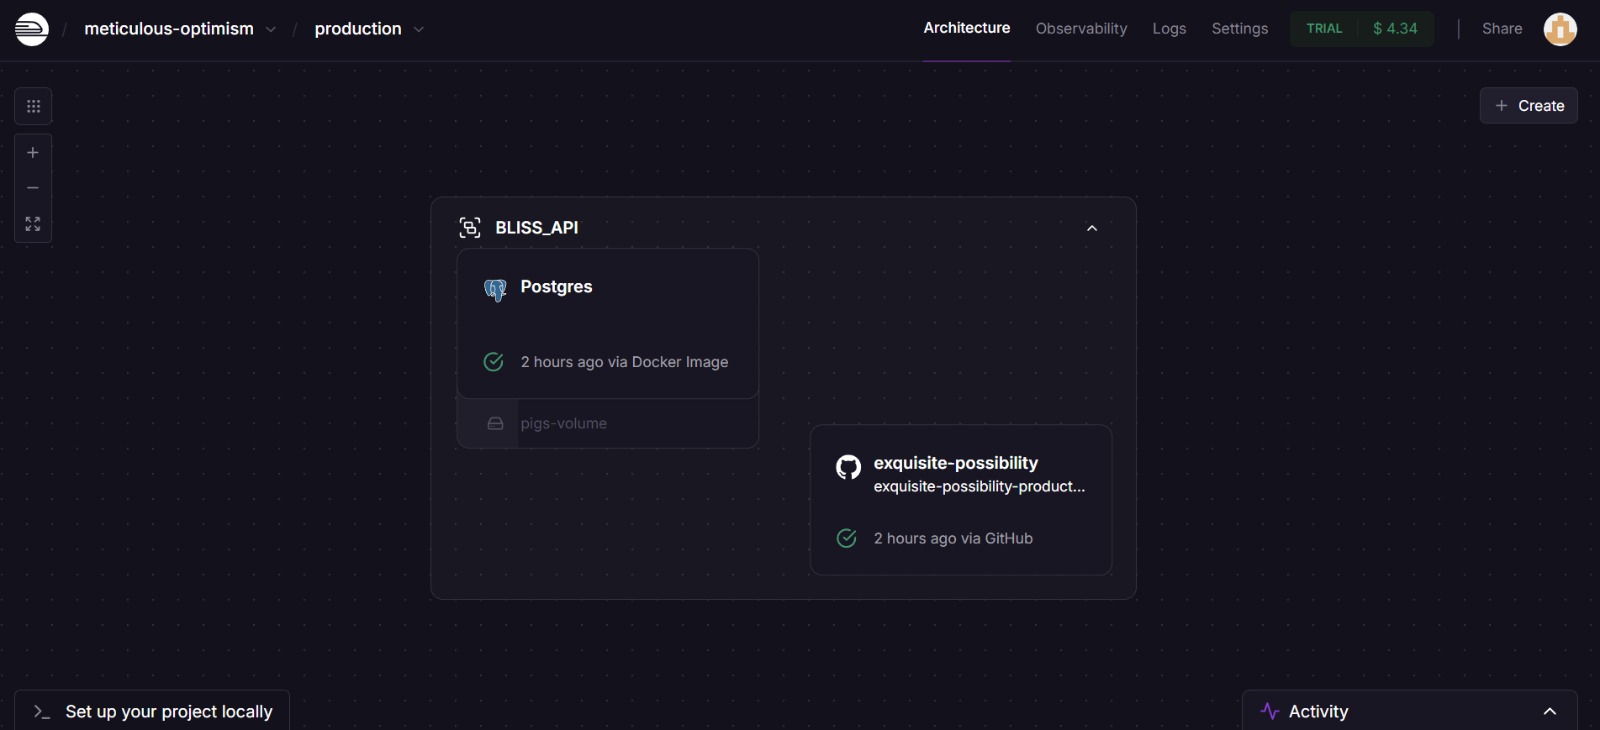 / meticulous-optimism / production
Architecture Observability Logs Settings TRIAL $ 4.34 | Share
+ Create
BLISS_API
Postgres
2 hours ago via Docker Image
pigs-volume
exquisite-possibility
exquisite-possibility-product...
2 hours ago via GitHub
>_ Set up your project locally
Activity